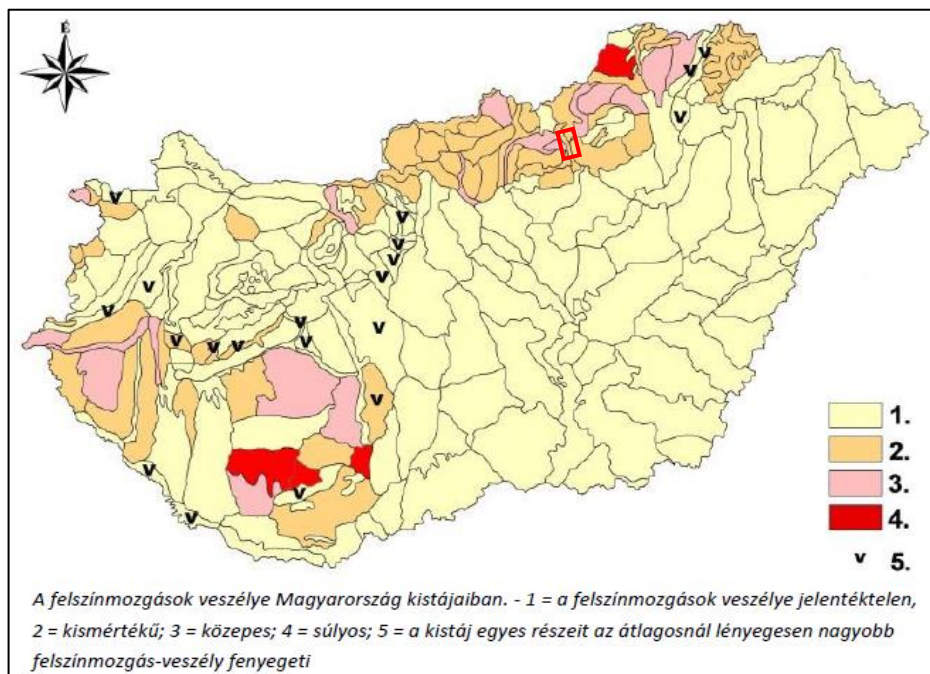 É
1.
2.
3.
4.
v 5.
A felszínmozgások veszélye Magyarország kistájaiban. - 1 = a felszínmozgások veszélye jelentéktelen,
2 = kismértékű; 3 = közepes; 4 = súlyos; 5 = a kistáj egyes részeit az átlagosnál lényegesen nagyobb
felszínmozgás-veszély fenyegeti